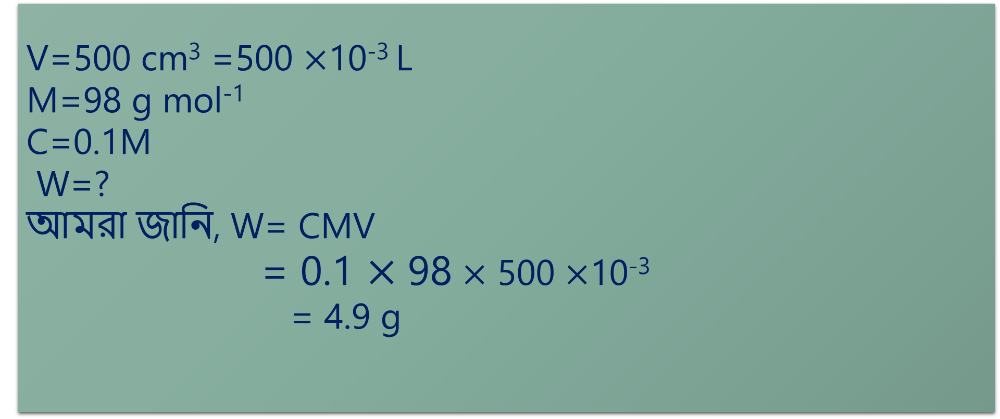 V=500 cm³ =500 ×10⁻³ L
M=98 g mol⁻¹
C=0.1M
W=?
আমরা জানি, W= CMV
= 0.1 × 98 × 500 ×10⁻³
= 4.9 g